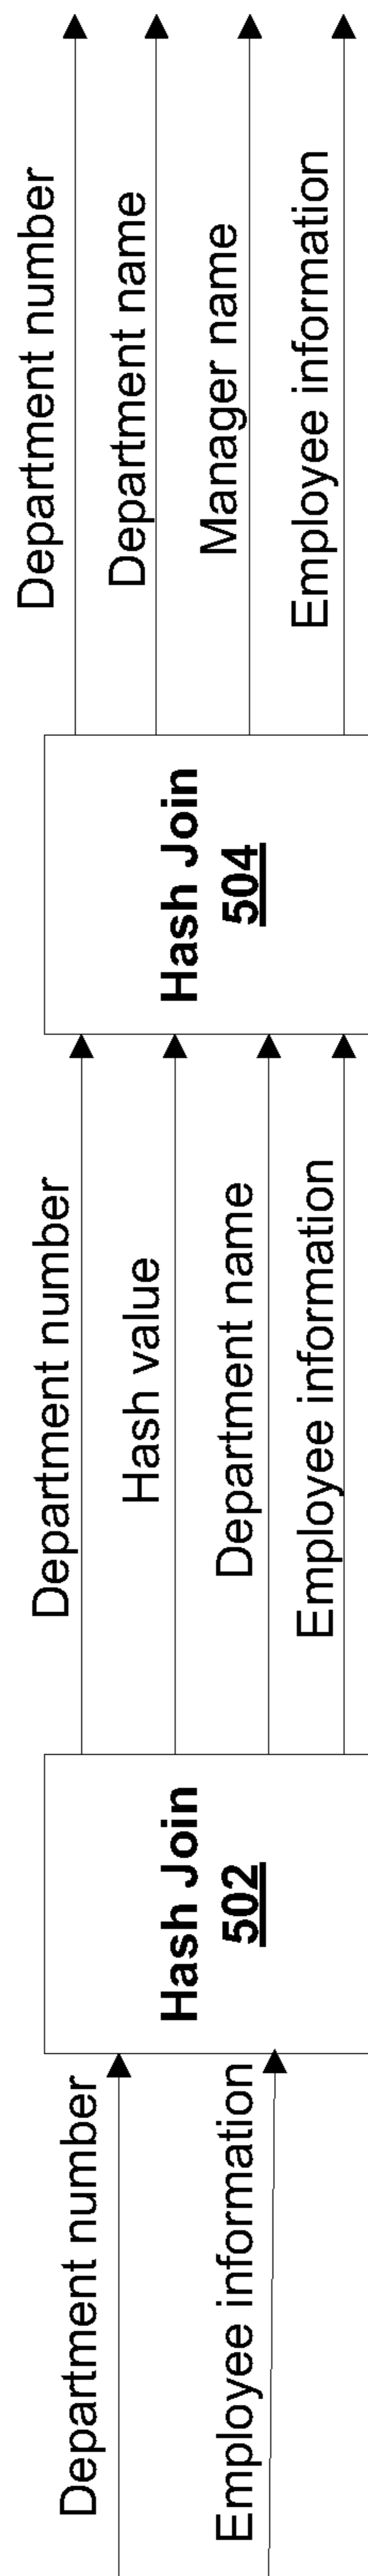 Department number
Employee information
Hash Join
502
Department number
Hash value
Department name
Employee information
Hash Join
504
Department number
Department name
Manager name
Employee information